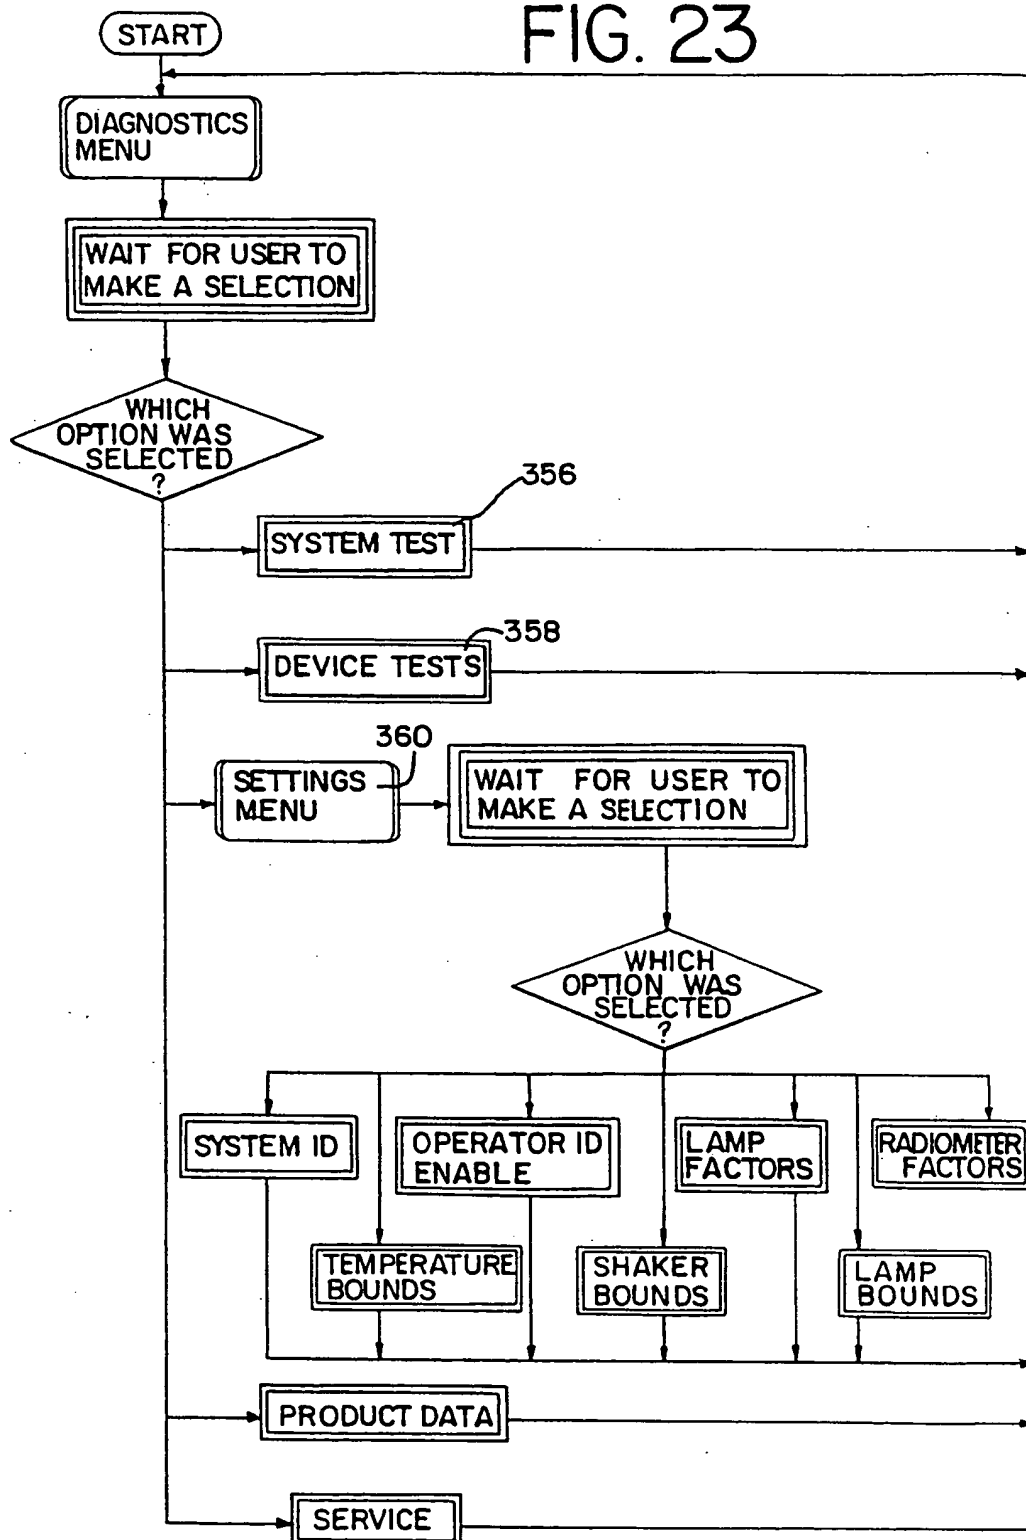 FIG. 23
START
DIAGNOSTICS
MENU
WAIT FOR USER TO
MAKE A SELECTION
WHICH
OPTION WAS
SELECTED
?
356
SYSTEM TEST
358
DEVICE TESTS
360
SETTINGS
MENU
WAIT FOR USER TO
MAKE A SELECTION
WHICH
OPTION WAS
SELECTED
?
SYSTEM ID
OPERATOR ID
ENABLE
LAMP
FACTORS
RADIOMETER
FACTORS
TEMPERATURE
BOUNDS
SHAKER
BOUNDS
LAMP
BOUNDS
PRODUCT DATA
SERVICE